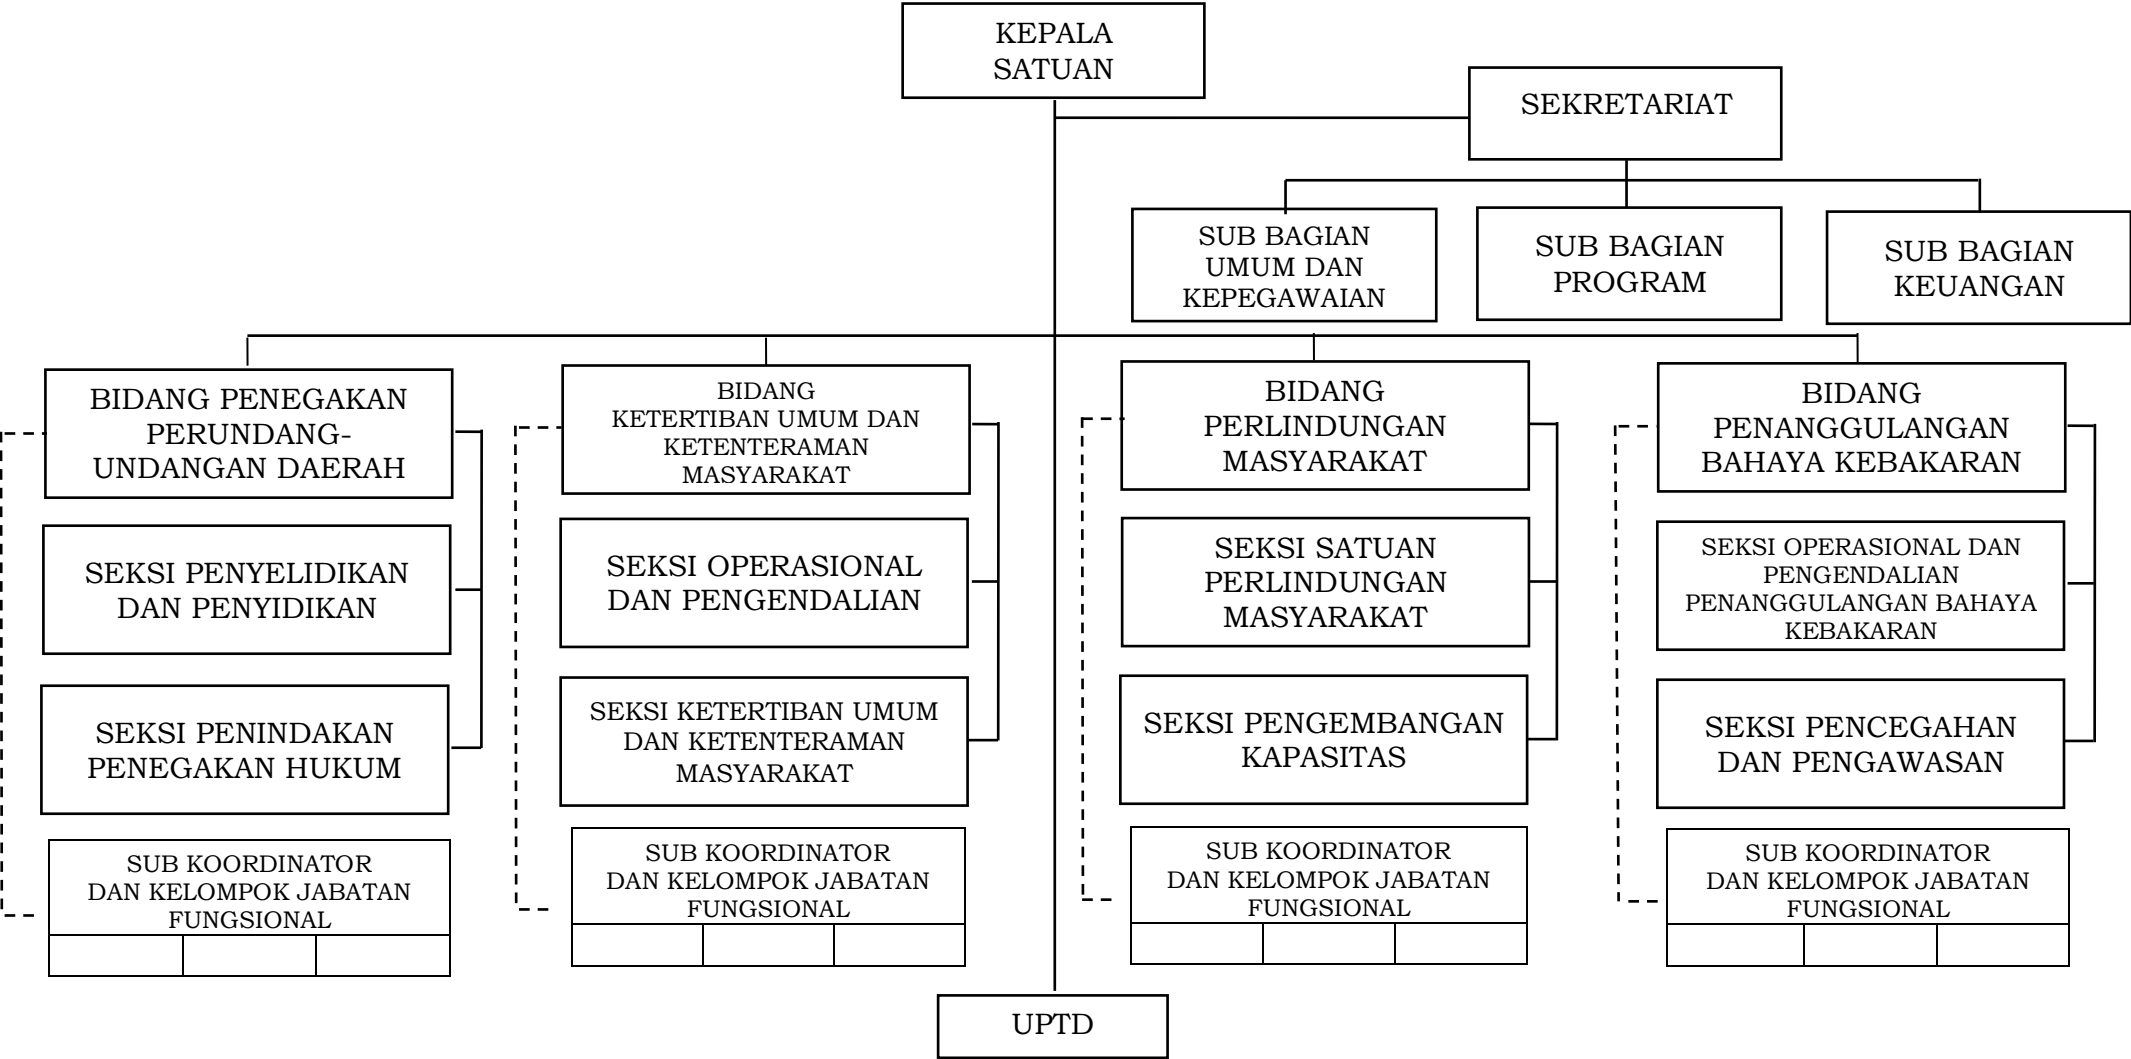 KEPALA
SATUAN
SEKRETARIAT
SUB BAGIAN
UMUM DAN
KEPEGAWAIAN
SUB BAGIAN
PROGRAM
SUB BAGIAN
KEUANGAN
BIDANG PENEGAKAN
PERUNDANG-
UNDANGAN DAERAH
BIDANG
KETERTIBAN UMUM DAN
KETENTERAMAN
MASYARAKAT
BIDANG
PERLINDUNGAN
MASYARAKAT
BIDANG
PENANGGULANGAN
BAHAYA KEBAKARAN
SEKSI PENYELIDIKAN
DAN PENYIDIKAN
SEKSI OPERASIONAL
DAN PENGENDALIAN
SEKSI SATUAN
PERLINDUNGAN
MASYARAKAT
SEKSI OPERASIONAL DAN
PENGENDALIAN
PENANGGULANGAN BAHAYA
KEBAKARAN
SEKSI PENINDAKAN
PENEGAKAN HUKUM
SEKSI KETERTIBAN UMUM
DAN KETENTERAMAN
MASYARAKAT
SEKSI PENGEMBANGAN
KAPASITAS
SEKSI PENCEGAHAN
DAN PENGAWASAN
SUB KOORDINATOR
DAN KELOMPOK JABATAN
FUNGSIONAL
SUB KOORDINATOR
DAN KELOMPOK JABATAN
FUNGSIONAL
SUB KOORDINATOR
DAN KELOMPOK JABATAN
FUNGSIONAL
SUB KOORDINATOR
DAN KELOMPOK JABATAN
FUNGSIONAL
UPTD